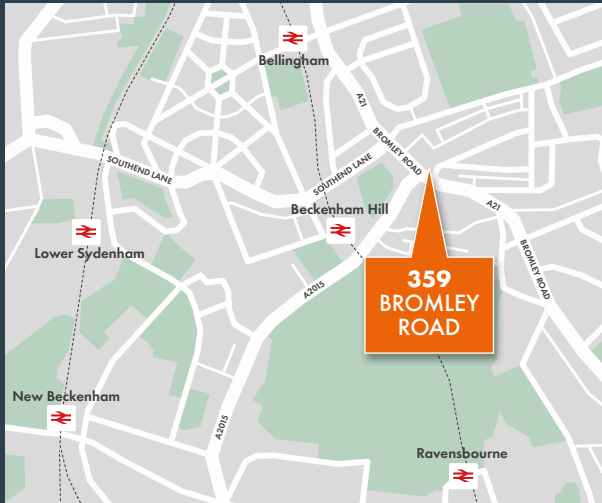 Bellingham
A21
BROMLEY ROAD
SOUTHEND LANE
SOUTHEND LANE
Beckenham Hill
A21
Lower Sydenham
BROMLEY ROAD
359
BROMLEY
ROAD
A2015
New Beckenham
A2015
Ravensbourne